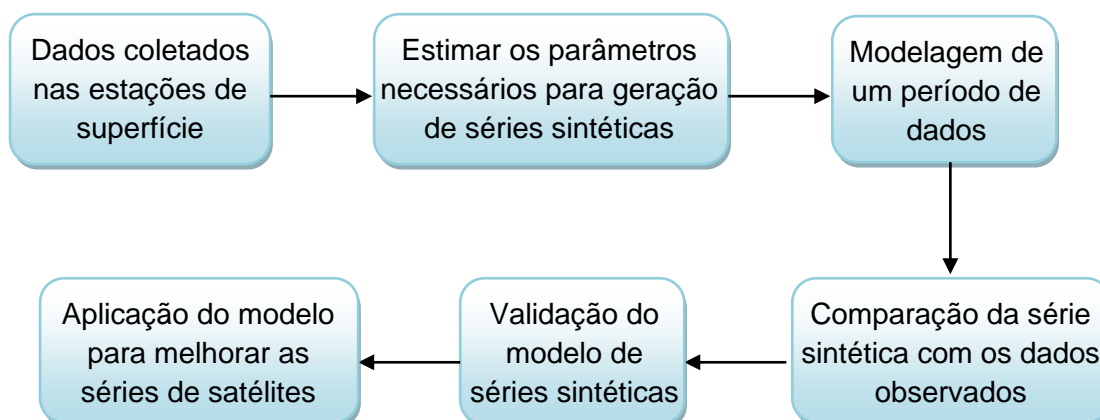 Dados coletados
nas estações de
superfície
Estimar os parâmetros
necessários para geração
de séries sintéticas
Modelagem de
um período de
dados
Comparação da série
sintética com os dados
observados
Validação do
modelo de
séries sintéticas
Aplicação do modelo
para melhorar as
séries de satélites